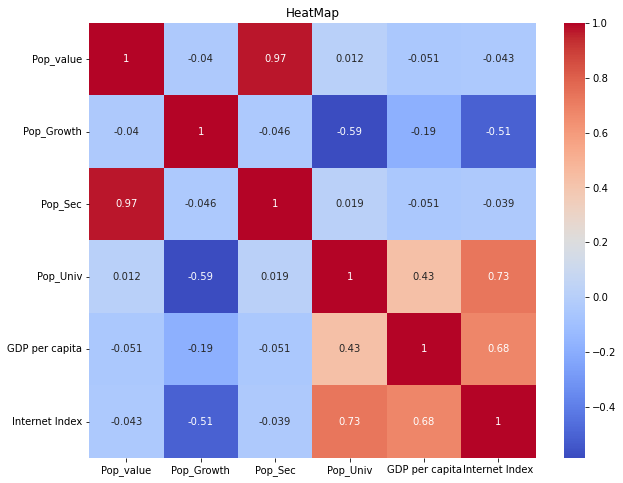 HeatMap
Pop_value 1 -0.04 0.97 0.012 -0.051 -0.043
Pop_Growth -0.04 1 -0.046 -0.59 -0.19 -0.51
Pop_Sec 0.97 -0.046 1 0.019 -0.051 -0.039
Pop_Univ 0.012 -0.59 0.019 1 0.43 0.73
GDP per capita -0.051 -0.19 -0.051 0.43 1 0.68
Internet Index -0.043 -0.51 -0.039 0.73 0.68 1
Pop_value Pop_Growth Pop_Sec Pop_Univ GDP per capita Internet Index
1.0
0.8
0.6
0.4
0.2
0.0
−0.2
−0.4